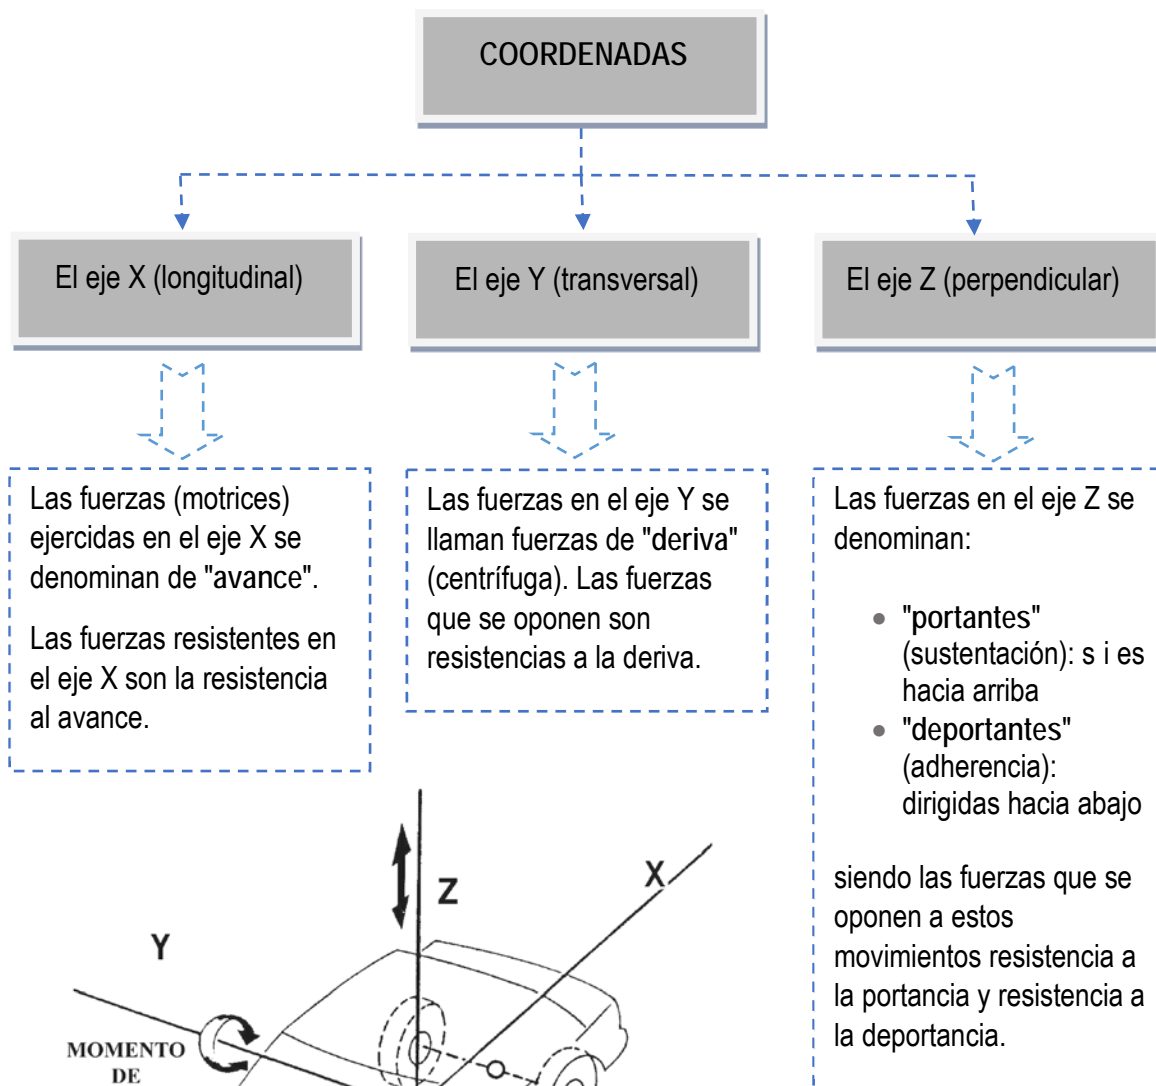 COORDENADAS
El eje X (longitudinal)
El eje Y (transversal)
El eje Z (perpendicular)
Las fuerzas (motrices)
ejercidas en el eje X se
denominan de "avance".
Las fuerzas resistentes en
el eje X son la resistencia
al avance.
Las fuerzas en el eje Y se
llaman fuerzas de "deriva"
(centrífuga). Las fuerzas
que se oponen son
resistencias a la deriva.
Las fuerzas en el eje Z se
denominan:
• "portantes"
(sustentación): s i es
hacia arriba
• "deportantes"
(adherencia):
dirigidas hacia abajo
siendo las fuerzas que se
oponen a estos
movimientos resistencia a
la portancia y resistencia a
la deportancia.
Z
X
Y
MOMENTO
DE